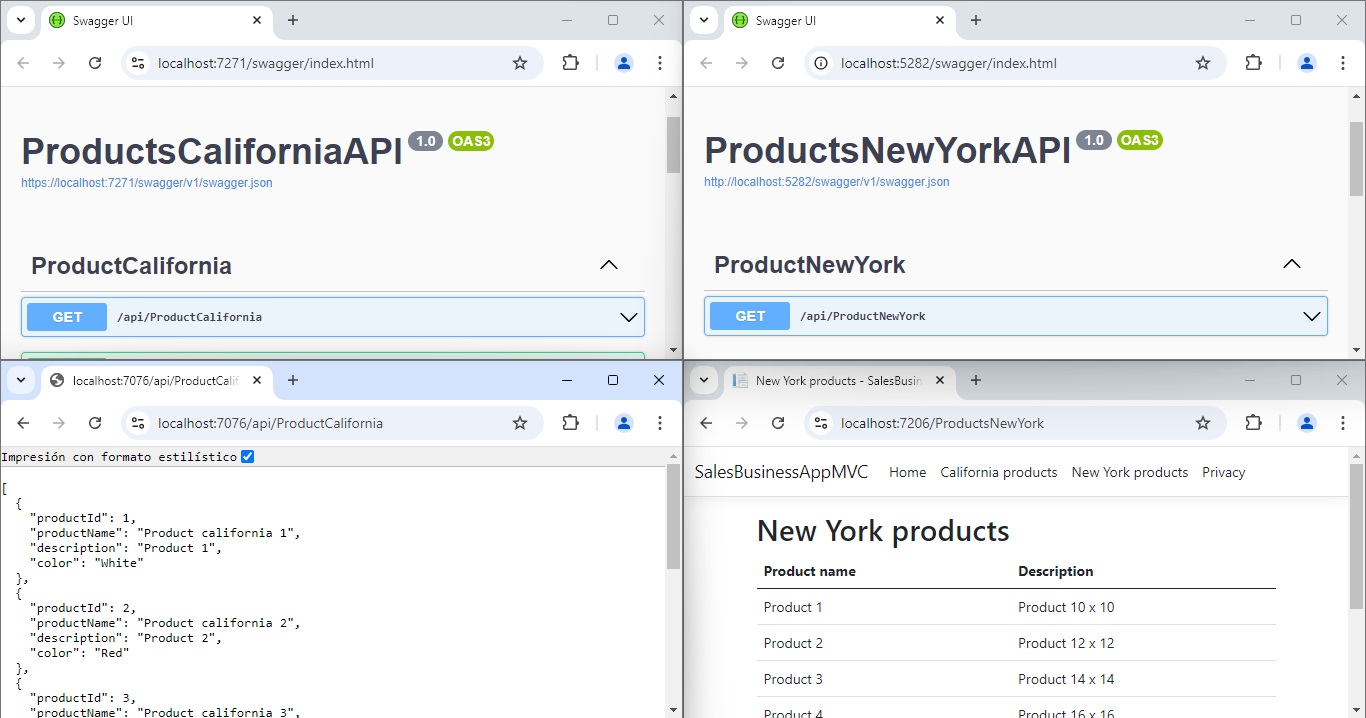 Swagger UI
localhost:7271/swagger/index.html
ProductsCaliforniaAPI 1.0 OAS3
https://localhost:7271/swagger/v1/swagger.json
ProductCalifornia
GET /api/ProductCalifornia
Swagger UI
localhost:5282/swagger/index.html
ProductsNewYorkAPI 1.0 OAS3
http://localhost:5282/swagger/v1/swagger.json
ProductNewYork
GET /api/ProductNewYork
localhost:7076/api/ProductCalif
localhost:7076/api/ProductCalifornia
Impresión con formato estilístico
[
{
"productId": 1,
"productName": "Product california 1",
"description": "Product 1",
"color": "White"
},
{
"productId": 2,
"productName": "Product california 2",
"description": "Product 2",
"color": "Red"
},
{
"productId": 3,
"productName": "Product california 3",
New York products - SalesBusin
localhost:7206/ProductsNewYork
SalesBusinessAppMVC Home California products New York products Privacy
New York products
Product name Description
Product 1 Product 10 x 10
Product 2 Product 12 x 12
Product 3 Product 14 x 14
Product 4 Product 16 x 16